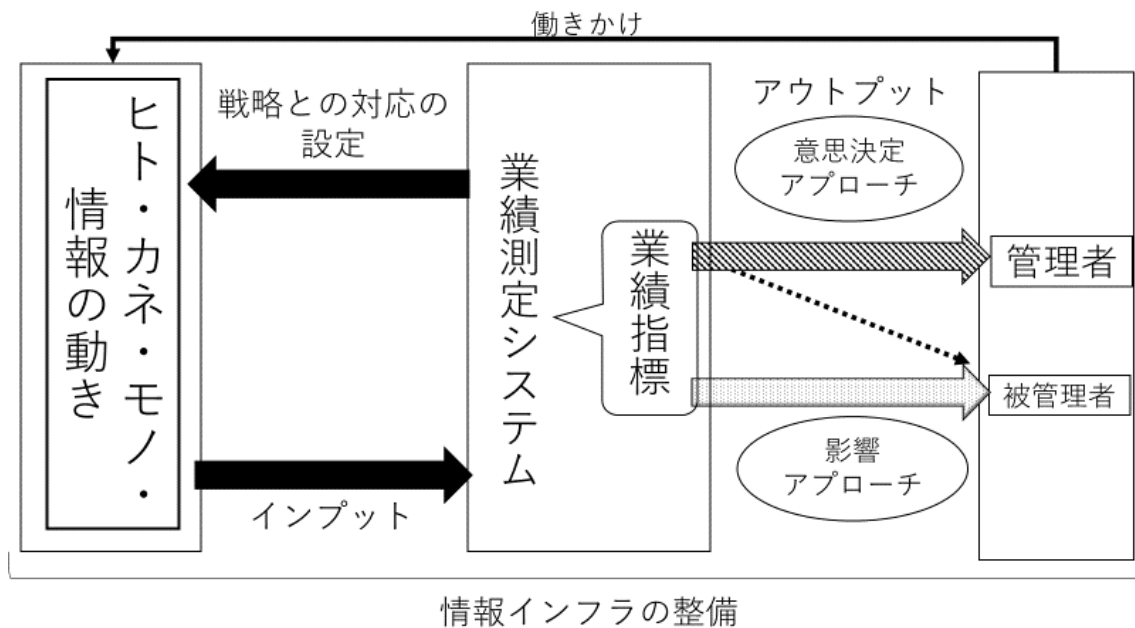 働きかけ
ヒト・カネ・モノ・
情報の動き
戦略との対応の
設定
インプット
業績測定システム
業績指標
アウトプット
意思決定
アプローチ
管理者
被管理者
影響
アプローチ
情報インフラの整備